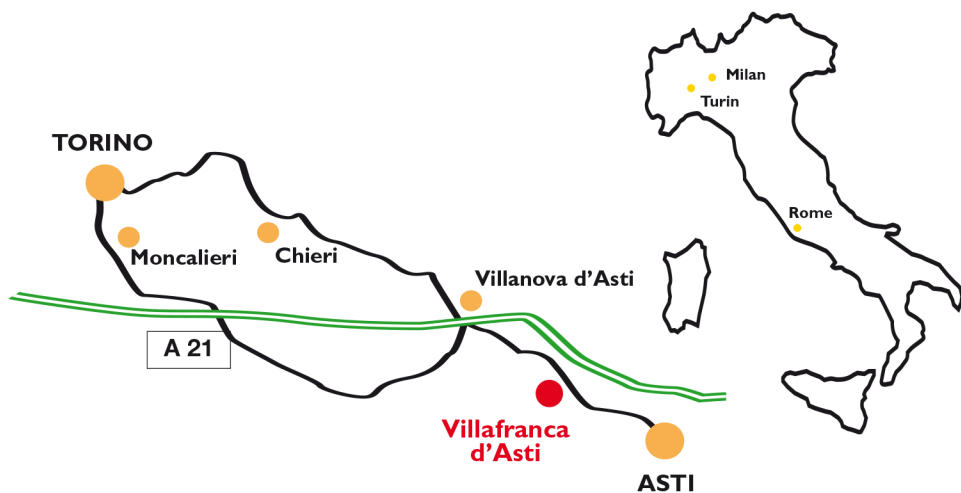 Milan
Turin
TORINO
Rome
Moncalieri
Chieri
Villanova d'Asti
A 21
Villafranca
d'Asti
ASTI